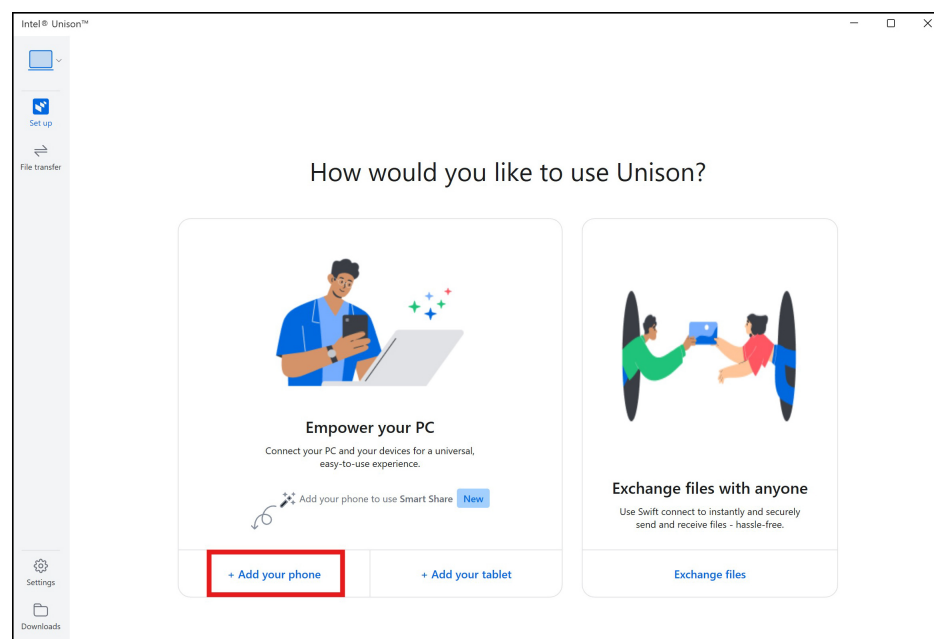 Intel® Unison™
Set up
File transfer
How would you like to use Unison?
Empower your PC
Connect your PC and your devices for a universal,
easy-to-use experience.
Add your phone to use Smart Share New
+ Add your phone
+ Add your tablet
Exchange files with anyone
Use Swift connect to instantly and securely
send and receive files - hassle-free.
Exchange files
Settings
Downloads